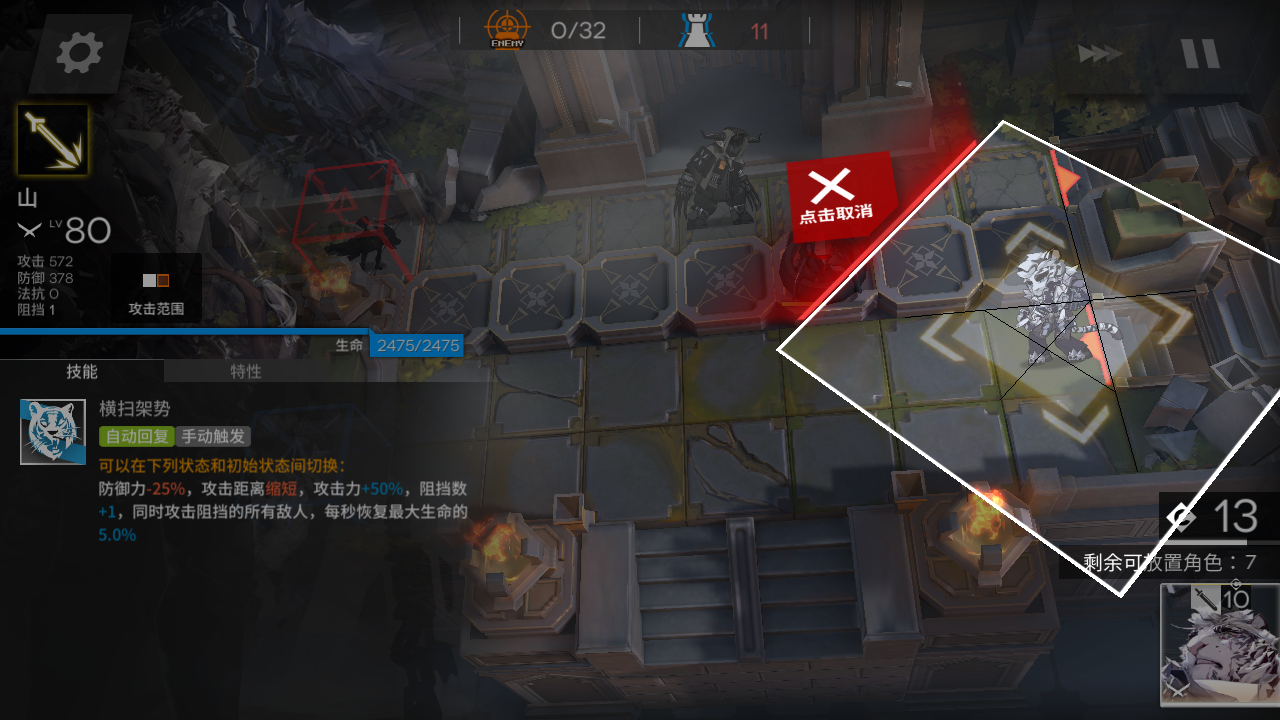 ENEMY
0/32
11
点击取消
山
LV 80
攻击 572
防御 378
法抗 0
阻挡 1
攻击范围
生命 2475/2475
技能
特性
横扫架势
自动回复 手动触发
可以在下列状态和初始状态间切换：
防御力-25%，攻击距离缩短，攻击力+50%，阻挡数
+1，同时攻击阻挡的所有敌人，每秒恢复最大生命的
5.0%
13
剩余可放置角色：7
10